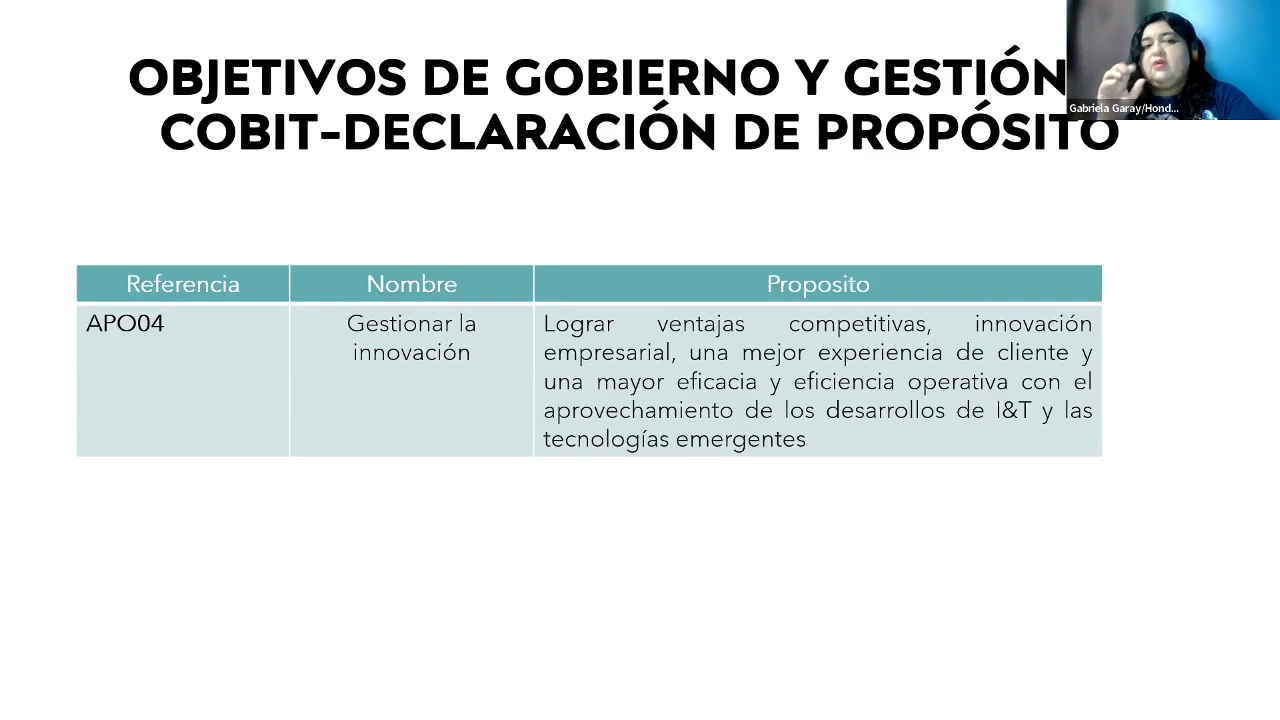 OBJETIVOS DE GOBIERNO Y GESTIÓN
COBIT-DECLARACIÓN DE PROPÓSITO
Gabriela Garay/Hond...
Referencia
Nombre
Proposito
APO04
Gestionar la
innovación
Lograr ventajas competitivas, innovación
empresarial, una mejor experiencia de cliente y
una mayor eficacia y eficiencia operativa con el
aprovechamiento de los desarrollos de I&T y las
tecnologías emergentes